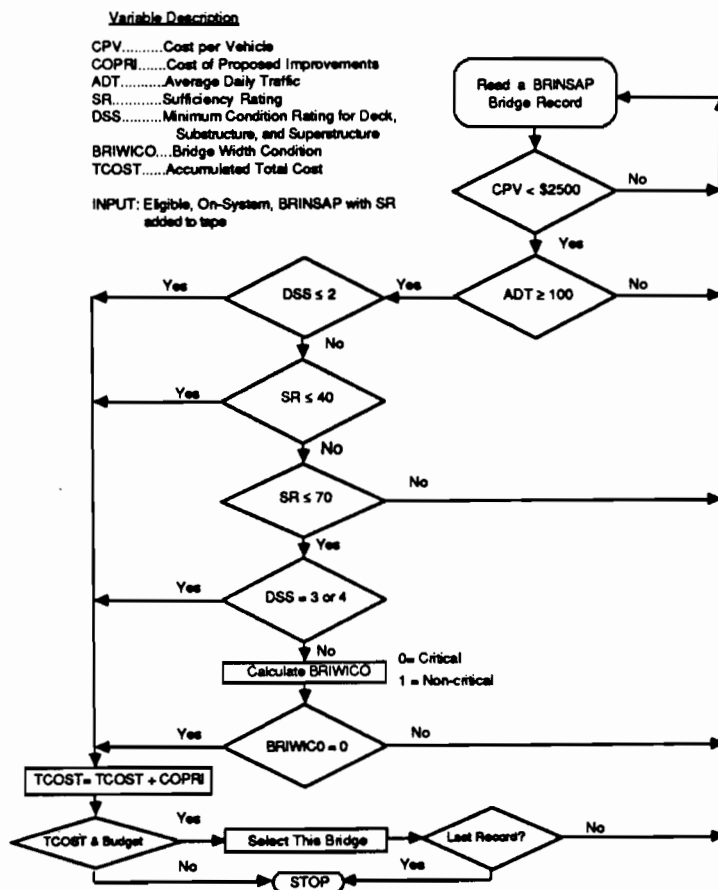 Variable Description
CPV.........Cost per Vehicle
COPRI......Cost of Proposed Improvements
ADT..........Average Daily Traffic
SR............Sufficiency Rating
DSS.........Minimum Condition Rating for Deck,
Substructure, and Superstructure
BRIWICO....Bridge Width Condition
TCOST......Accumulated Total Cost
INPUT: Eligible, On-System, BRINSAP with SR
added to tape
Read a BRINSAP
Bridge Record
CPV < $2500
No
Yes
ADT ≥ 100
No
Yes
DSS ≤ 2
Yes
No
SR ≤ 40
Yes
No
SR ≤ 70
No
Yes
DSS = 3 or 4
Yes
No
Calculate BRIWICO
0= Critical
1 = Non-critical
BRIWIC0 = 0
Yes
No
TCOST= TCOST + COPRI
TCOST & Budget
Yes
Select This Bridge
Last Record?
No
No
STOP
Yes